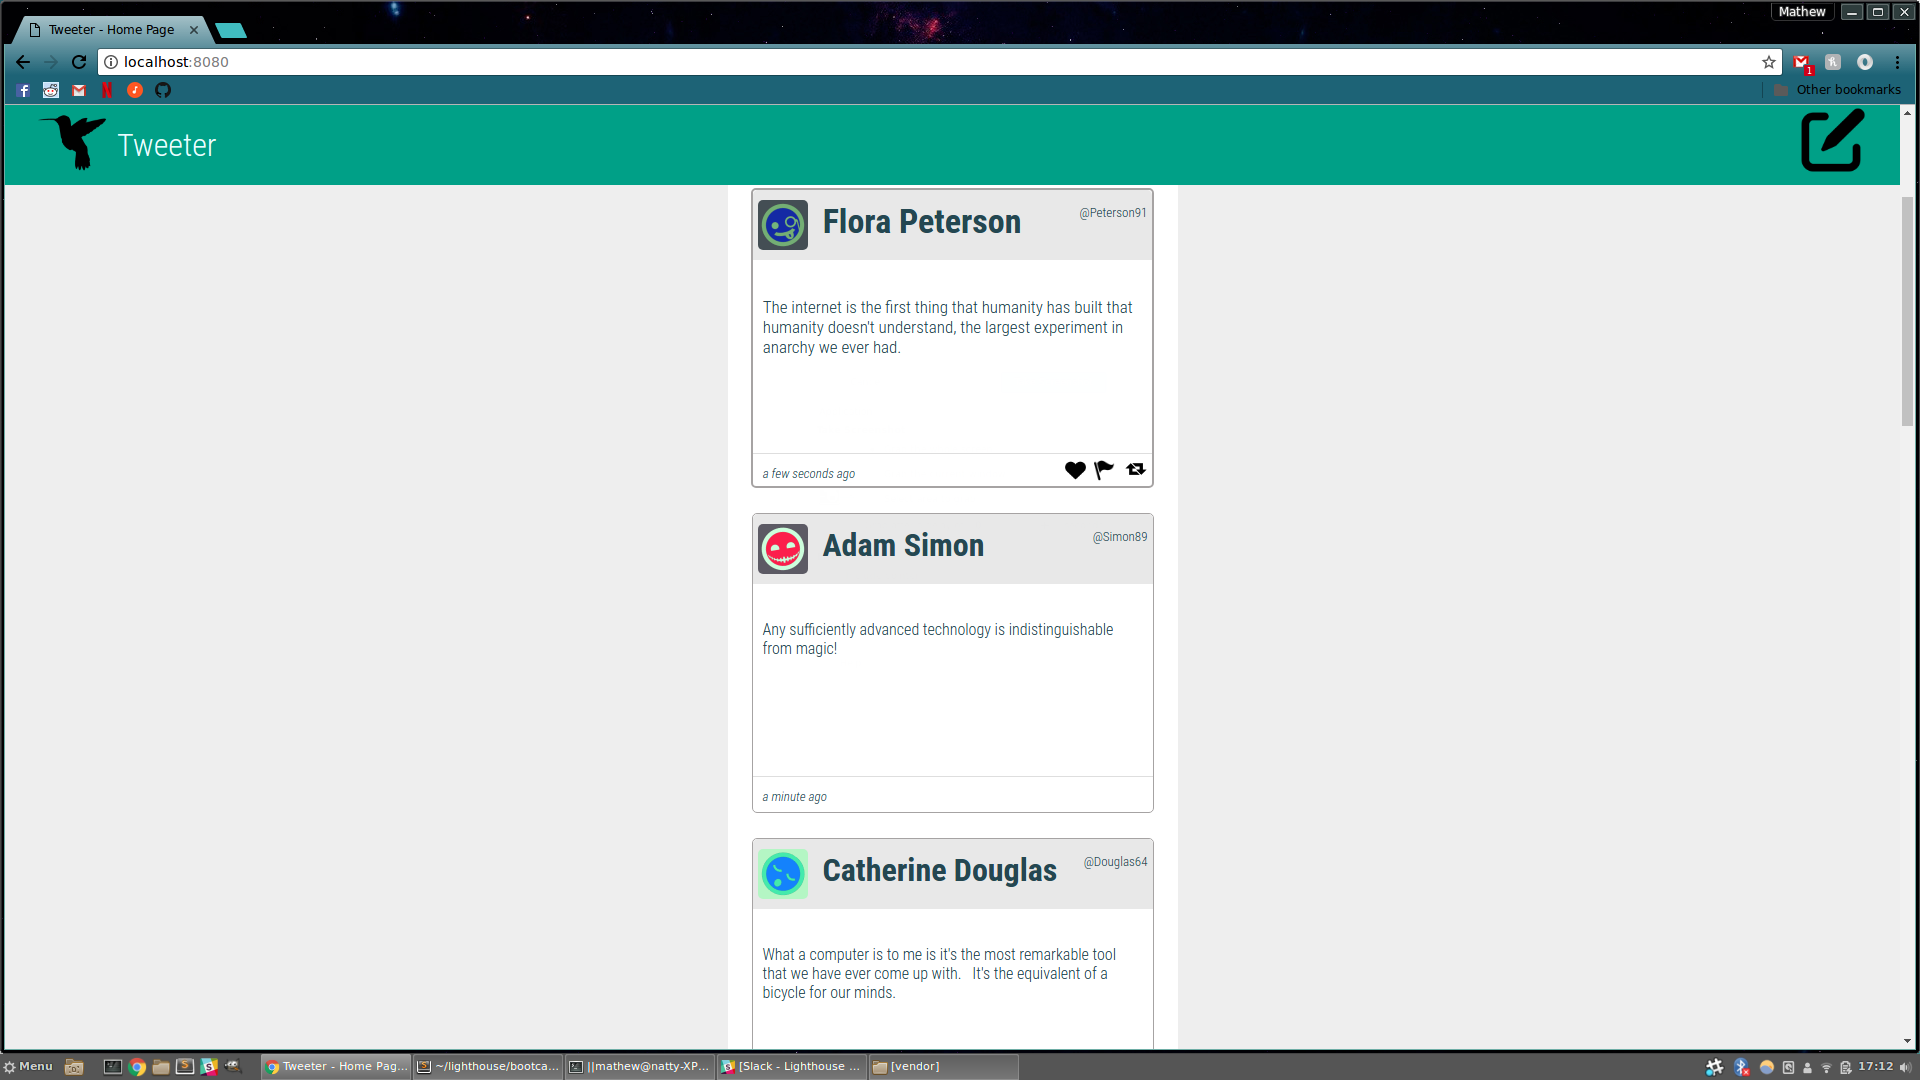 Mathew
Tweeter - Home Page
localhost:8080
1
Other bookmarks
Tweeter
Flora Peterson
@Peterson91
The internet is the first thing that humanity has built that
humanity doesn't understand, the largest experiment in
anarchy we ever had.
a few seconds ago
Adam Simon
@Simon89
Any sufficiently advanced technology is indistinguishable
from magic!
a minute ago
Catherine Douglas
@Douglas64
What a computer is to me is it's the most remarkable tool
that we have ever come up with.   It's the equivalent of a
bicycle for our minds.
Menu
Tweeter - Home Pag...
~/lighthouse/bootca...
||mathew@natty-XP...
[Slack - Lighthouse ...
[vendor]
17:12